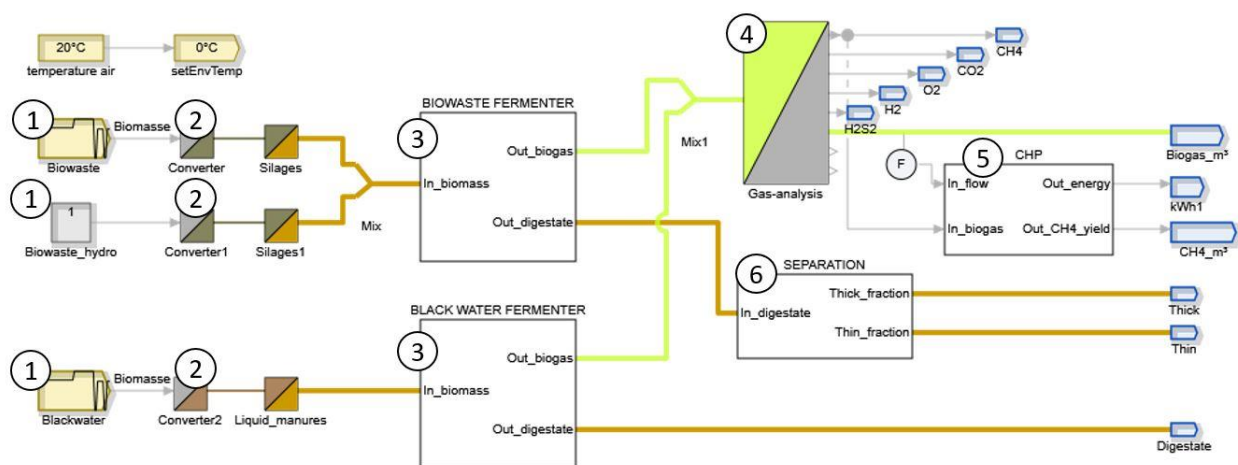 20°C
temperature air
0°C
setEnvTemp
1
Biowaste
Biomasse
2
Converter
Silages
1
1
Biowaste_hydro
2
Converter1
Silages1
Mix
BIOWASTE FERMENTER
3
In_biomass
Out_biogas
Out_digestate
Mix1
4
Gas-analysis
CH4
CO2
O2
H2
H2S2
Biogas_m³
F
5
CHP
In_flow
In_biogas
Out_energy
Out_CH4_yield
kWh1
CH4_m³
6
SEPARATION
In_digestate
Thick_fraction
Thin_fraction
Thick
Thin
1
Blackwater
Biomasse
2
Converter2
Liquid_manures
BLACK WATER FERMENTER
3
In_biomass
Out_biogas
Out_digestate
Digestate